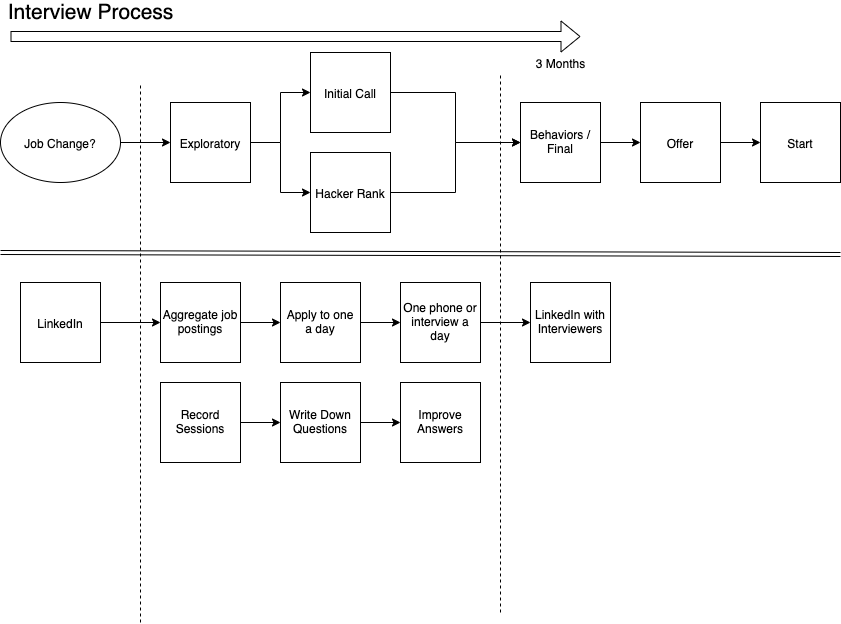 Interview Process
3 Months
Job Change?
Exploratory
Initial Call
Hacker Rank
Behaviors /
Final
Offer
Start
LinkedIn
Aggregate job
postings
Apply to one
a day
One phone or
interview a
day
LinkedIn with
Interviewers
Record
Sessions
Write Down
Questions
Improve
Answers